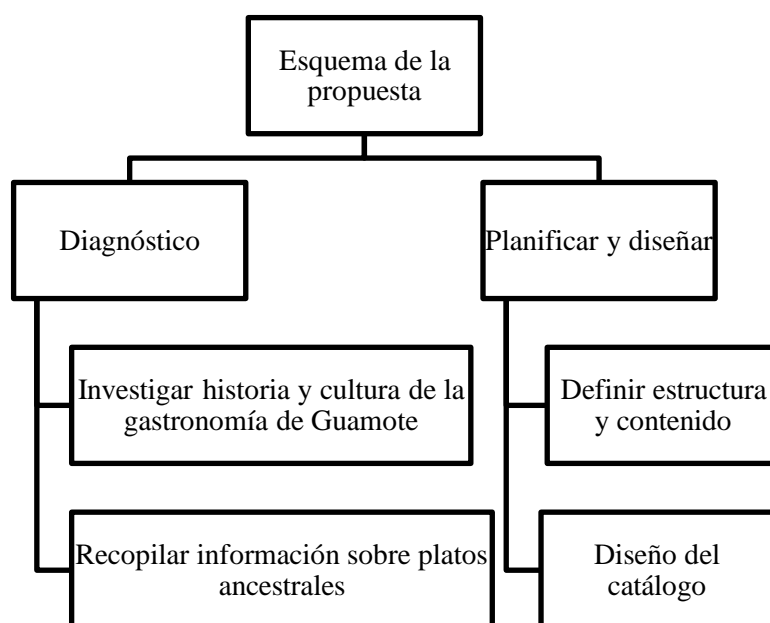 Esquema de la
propuesta
Diagnóstico
Planificar y diseñar
Investigar historia y cultura de la
gastronomía de Guamote
Definir estructura
y contenido
Recopilar información sobre platos
ancestrales
Diseño del
catálogo